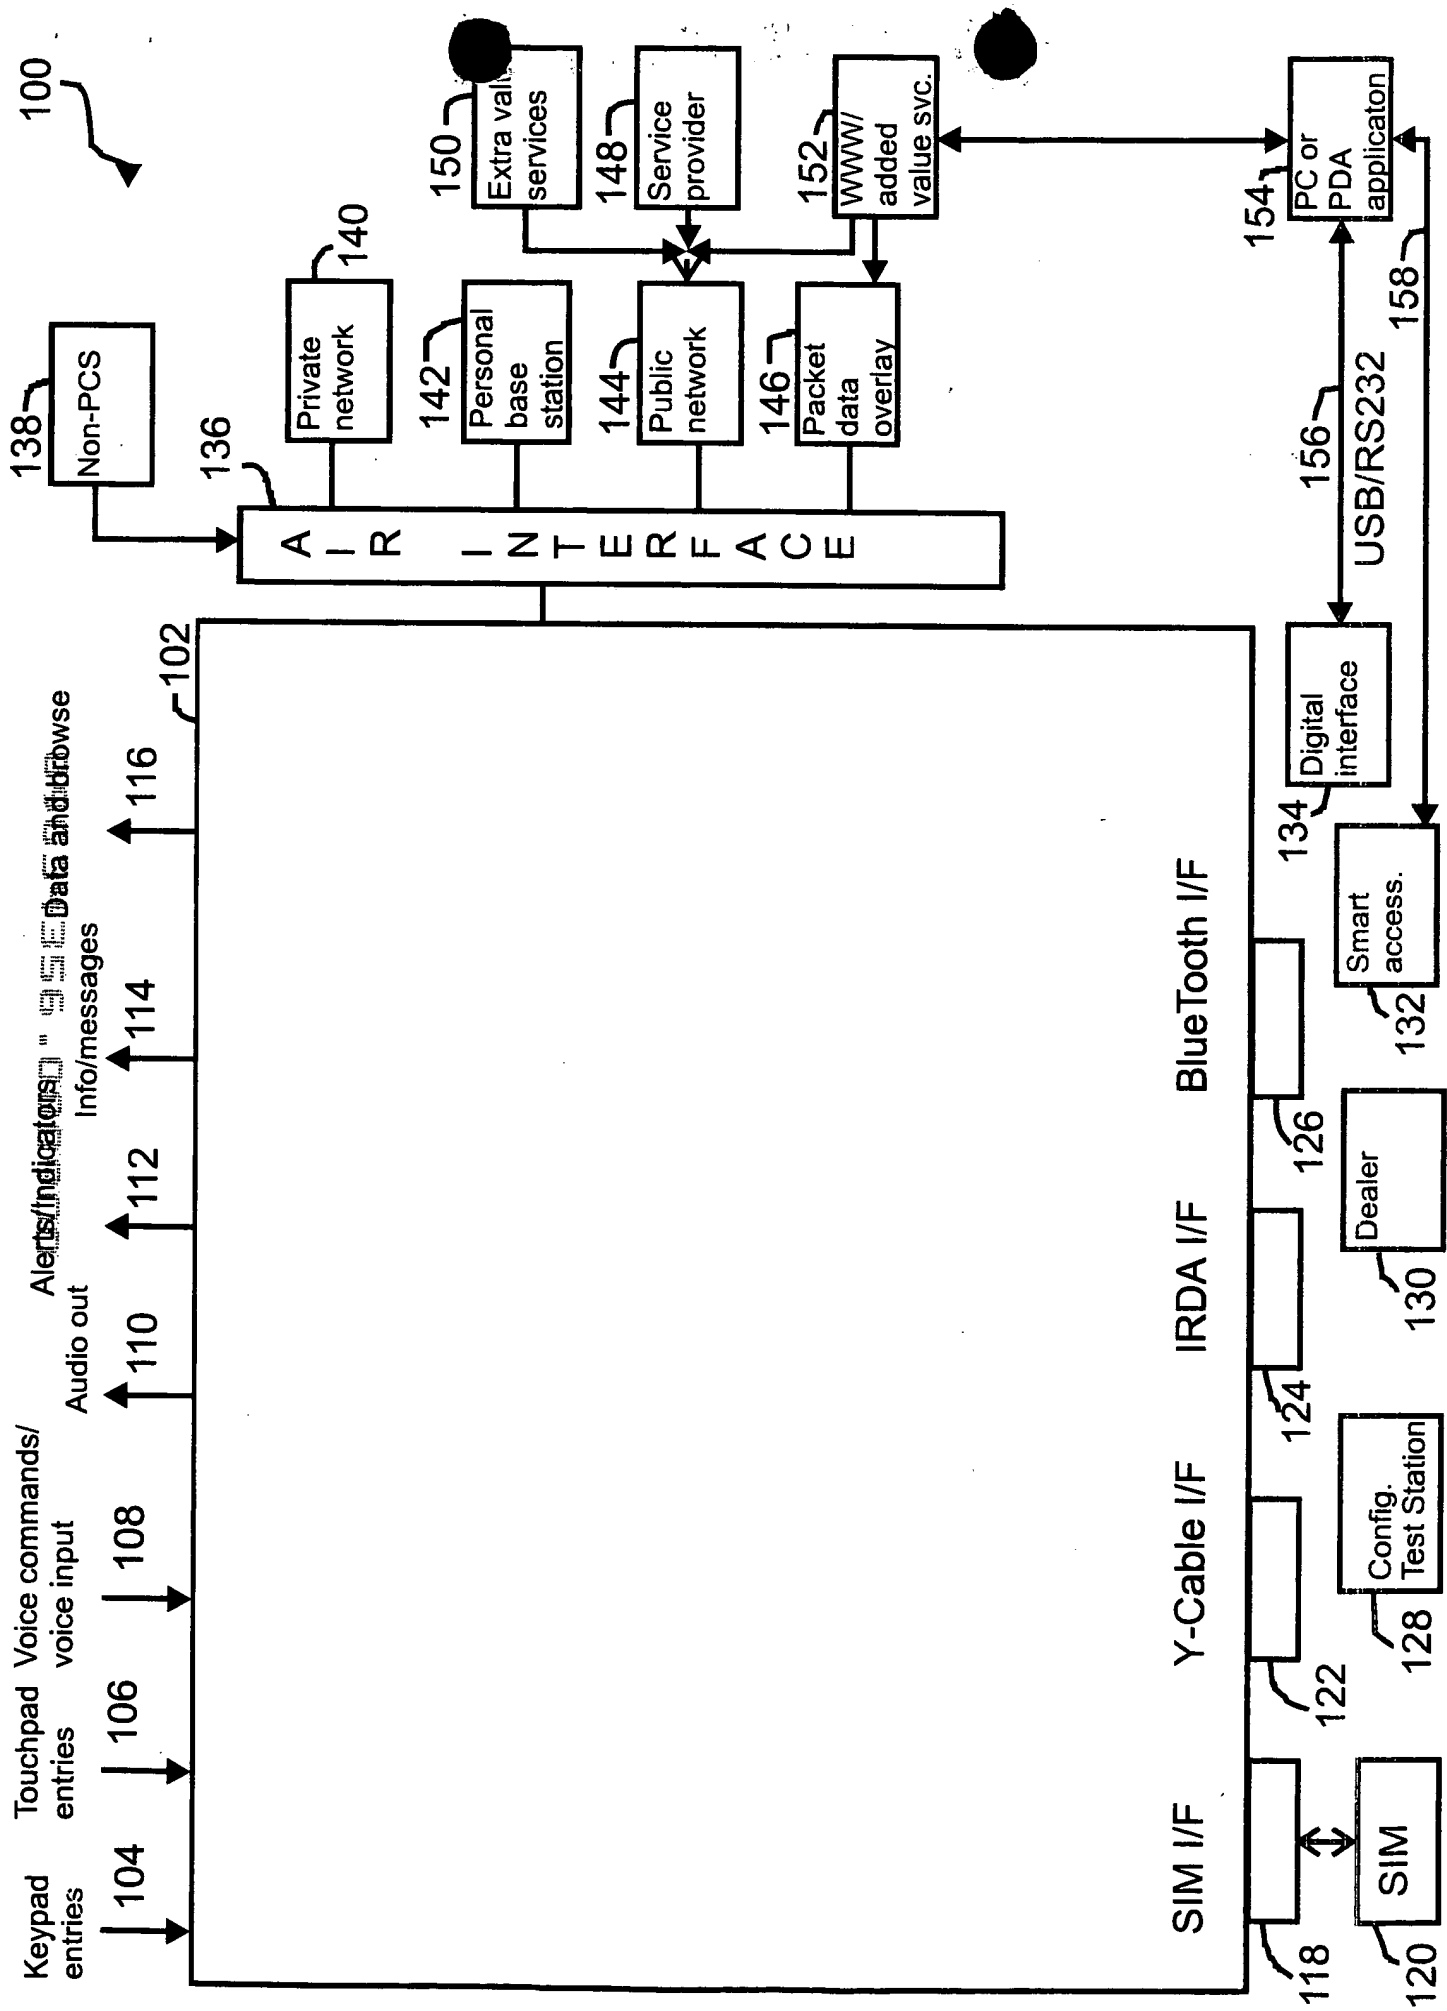 100
Keypad
entries
104
Touchpad
entries
106
Voice commands/
voice input
108
Audio out
110
Alerts/Indicators
112
Info/messages
114
Data and browse
116
102
138
Non-PCS
136
AIR INTERFACE
140
Private
network
142
Personal
base
station
144
Public
network
146
Packet
data
overlay
150
Extra val
services
148
Service
provider
152
WWW/
added
value svc.
154
PC or
PDA
applicaton
156
USB/RS232
158
SIM I/F
Y-Cable I/F
IRDA I/F
BlueTooth I/F
118
122
124
126
134
Digital
interface
120
SIM
128
Config.
Test Station
130
Dealer
132
Smart
access.